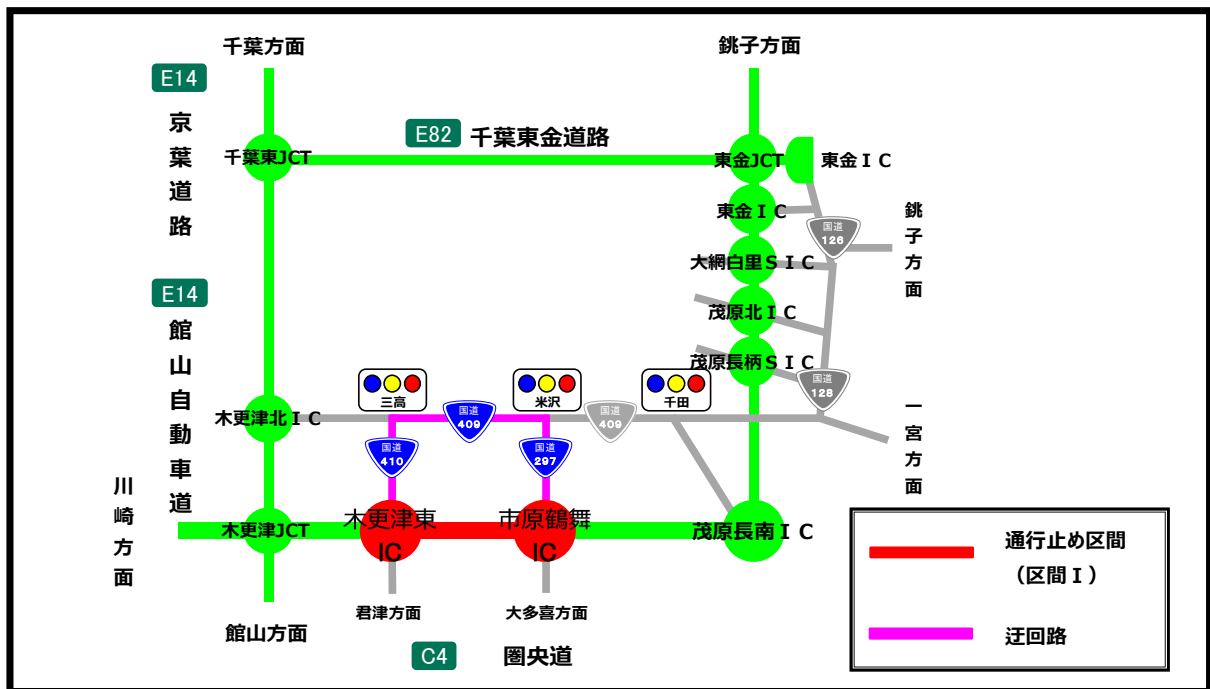 千葉方面
銚子方面
E14
京葉道路
E82 千葉東金道路
千葉東JCT
東金JCT
東金ＩＣ
東金ＩＣ
国道
126
銚子方面
大網白里ＳＩＣ
E14
館山自動車道
茂原北ＩＣ
茂原長柄ＳＩＣ
国道
128
三高
米沢
千田
木更津北ＩＣ
国道
409
国道
409
一宮方面
国道
410
国道
297
川崎方面
木更津JCT
木更津東
IC
市原鶴舞
IC
茂原長南ＩＣ
通行止め区間
（区間Ｉ）
迂回路
君津方面
大多喜方面
館山方面
C4 圏央道